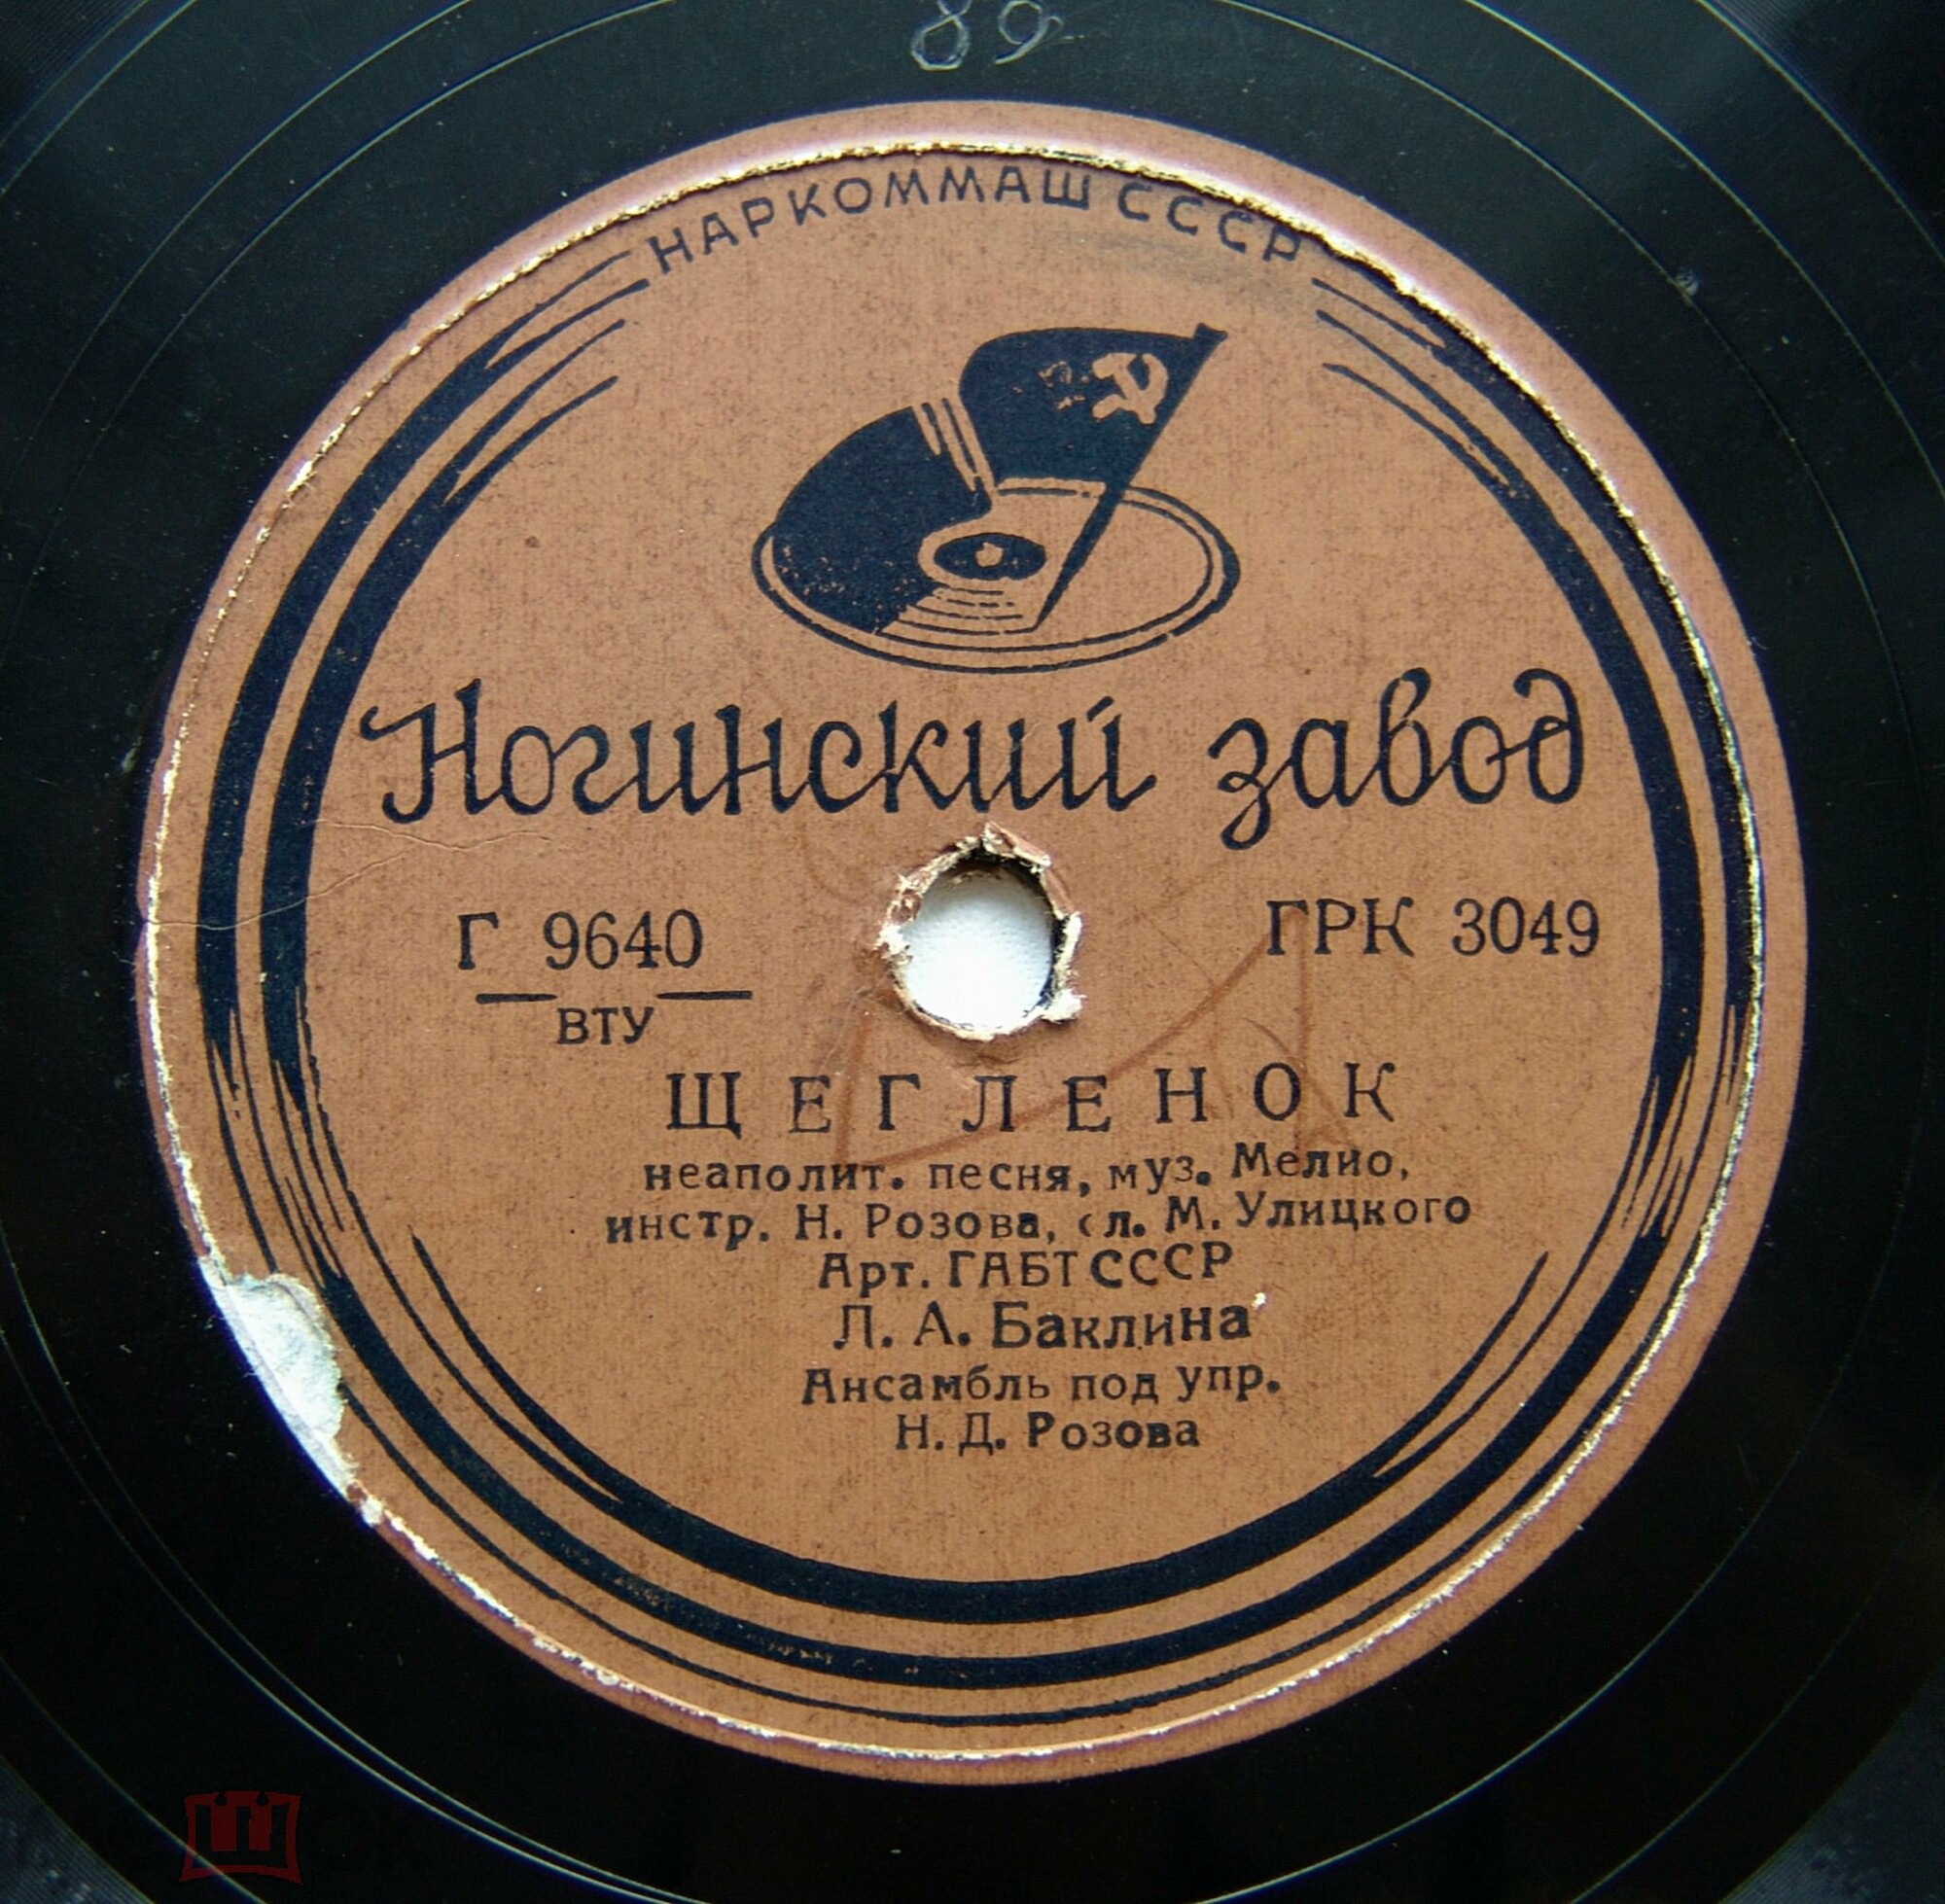 89
НАРКОММАШ СССР
Ногинский завод
Г 9640
ВТУ
ГРК 3049
ЩЕГЛЕНОК
неаполит. песня, муз. Мелио,
инстр. Н. Розова, сл. М. Улицкого
Арт. ГАБТ СССР
Л. А. Баклина
Ансамбль под упр.
Н. Д. Розова